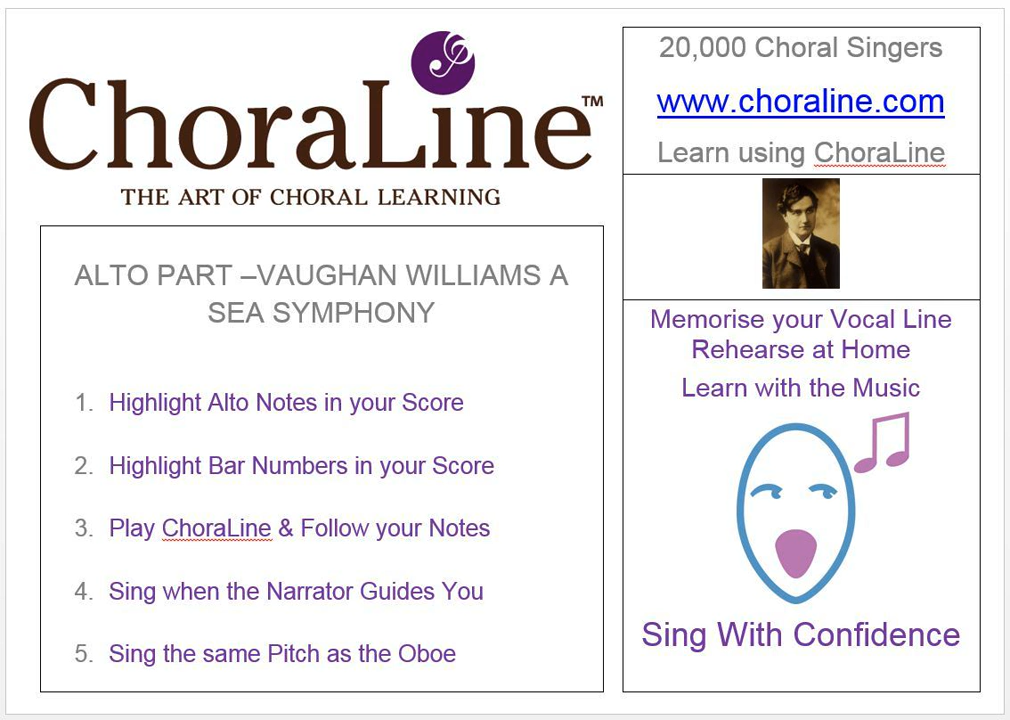 ChoraLine™
THE ART OF CHORAL LEARNING
ALTO PART –VAUGHAN WILLIAMS A
SEA SYMPHONY
1. Highlight Alto Notes in your Score
2. Highlight Bar Numbers in your Score
3. Play ChoraLine & Follow your Notes
4. Sing when the Narrator Guides You
5. Sing the same Pitch as the Oboe
20,000 Choral Singers
www.choraline.com
Learn using ChoraLine
Memorise your Vocal Line
Rehearse at Home
Learn with the Music
Sing With Confidence